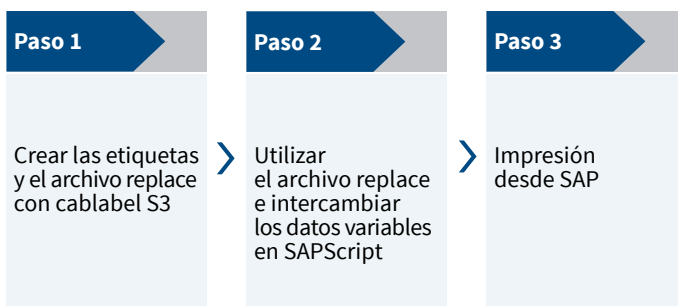 Paso 1
Crear las etiquetas
y el archivo replace
con cablabel S3
Paso 2
Utilizar
el archivo replace
e intercambiar
los datos variables
en SAPScript
Paso 3
Impresión
desde SAP